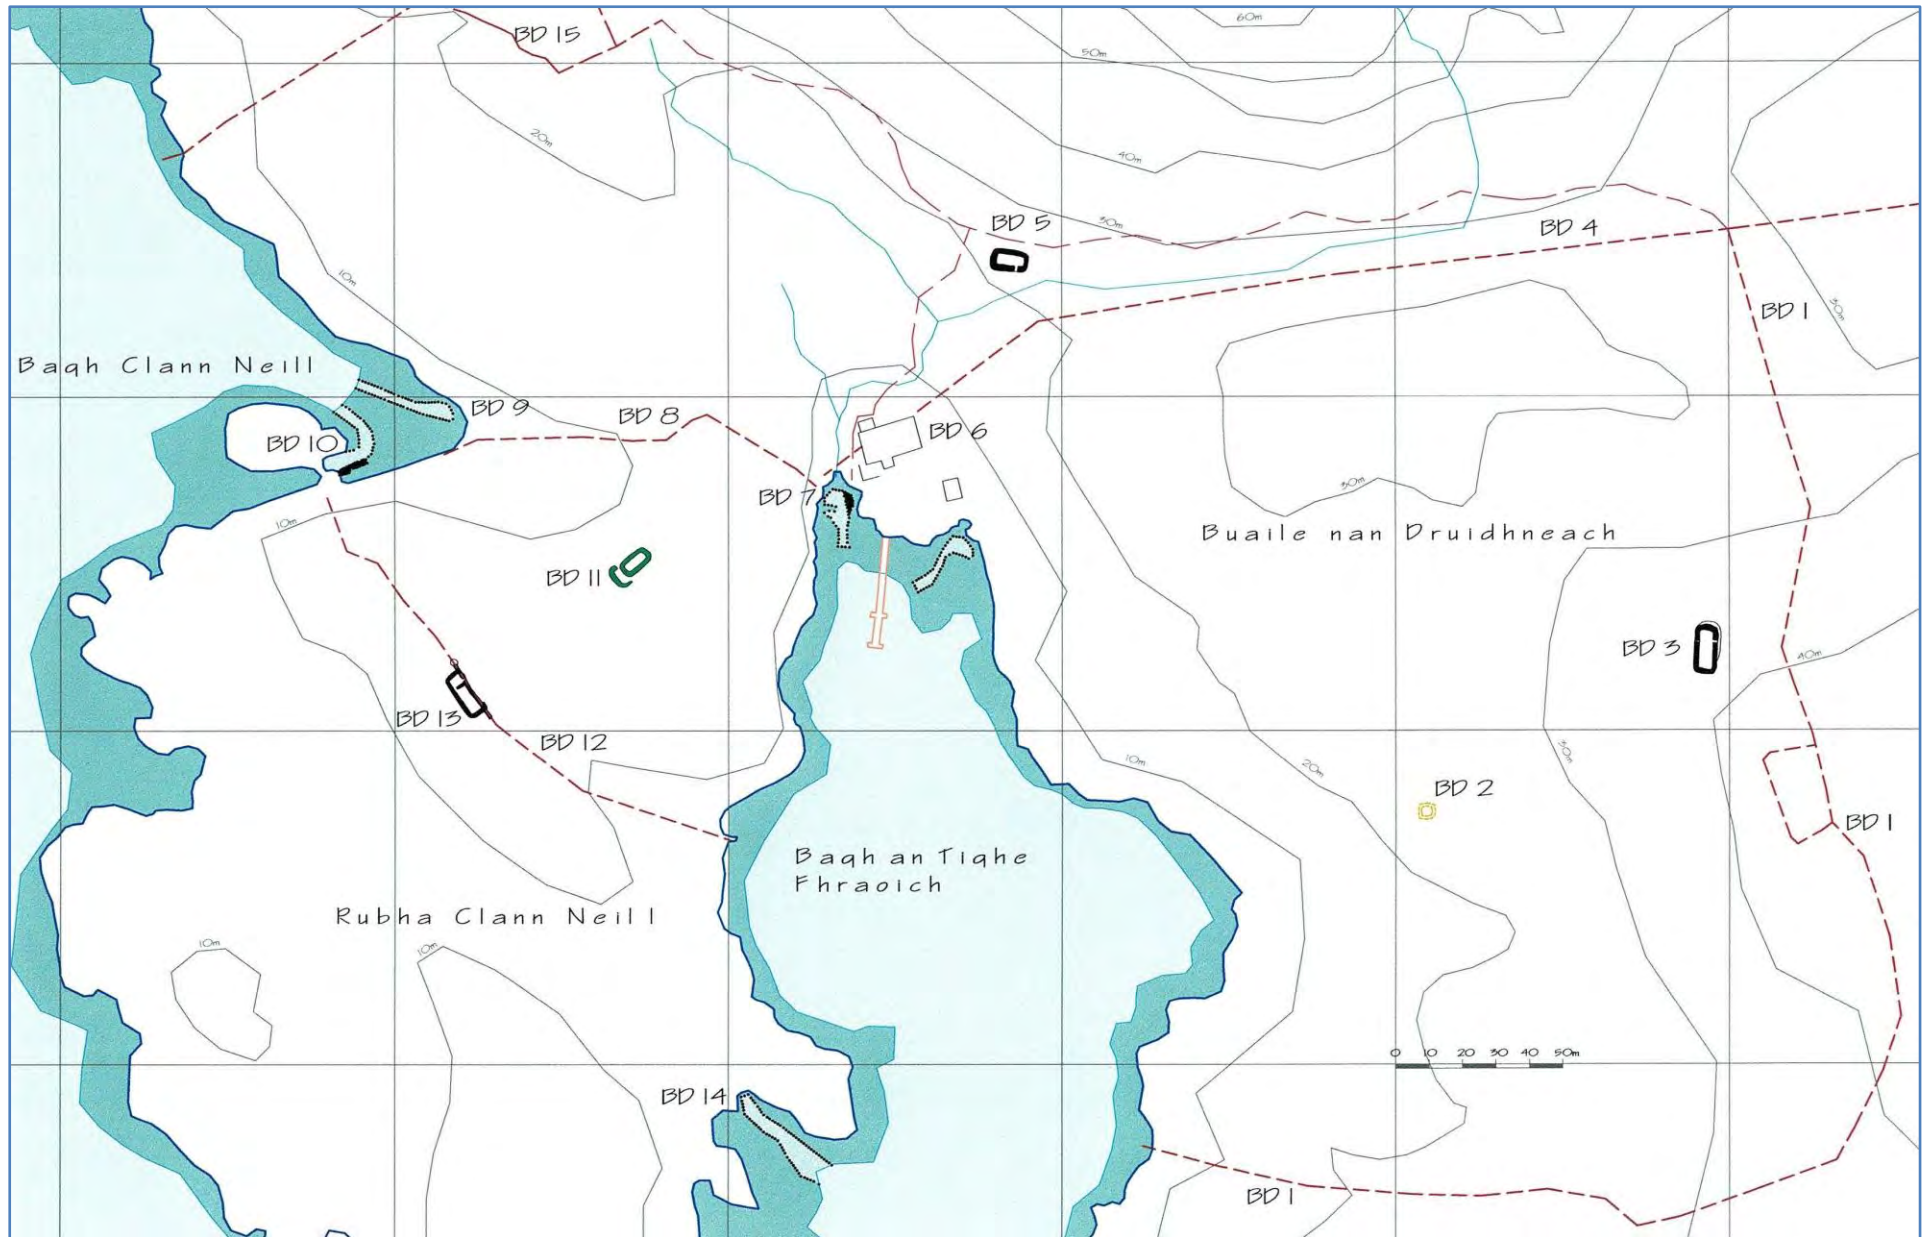 60m
BD 15
50m
20m
40m
BD 5
30m
BD 4
10m
BD 1
30m
Bagh Clann Neill
BD 9
BD 8
BD 10
BD 6
30m
BD 7
10m
Buaile nan Druidhneach
BD 11
BD 3
40m
BD 13
BD 12
10m
20m
30m
BD 2
BD 1
Bagh an Tighe
Fhraoich
Rubha Clann Neill
10m
10m
0 10 20 30 40 50m
BD 14
BD 1